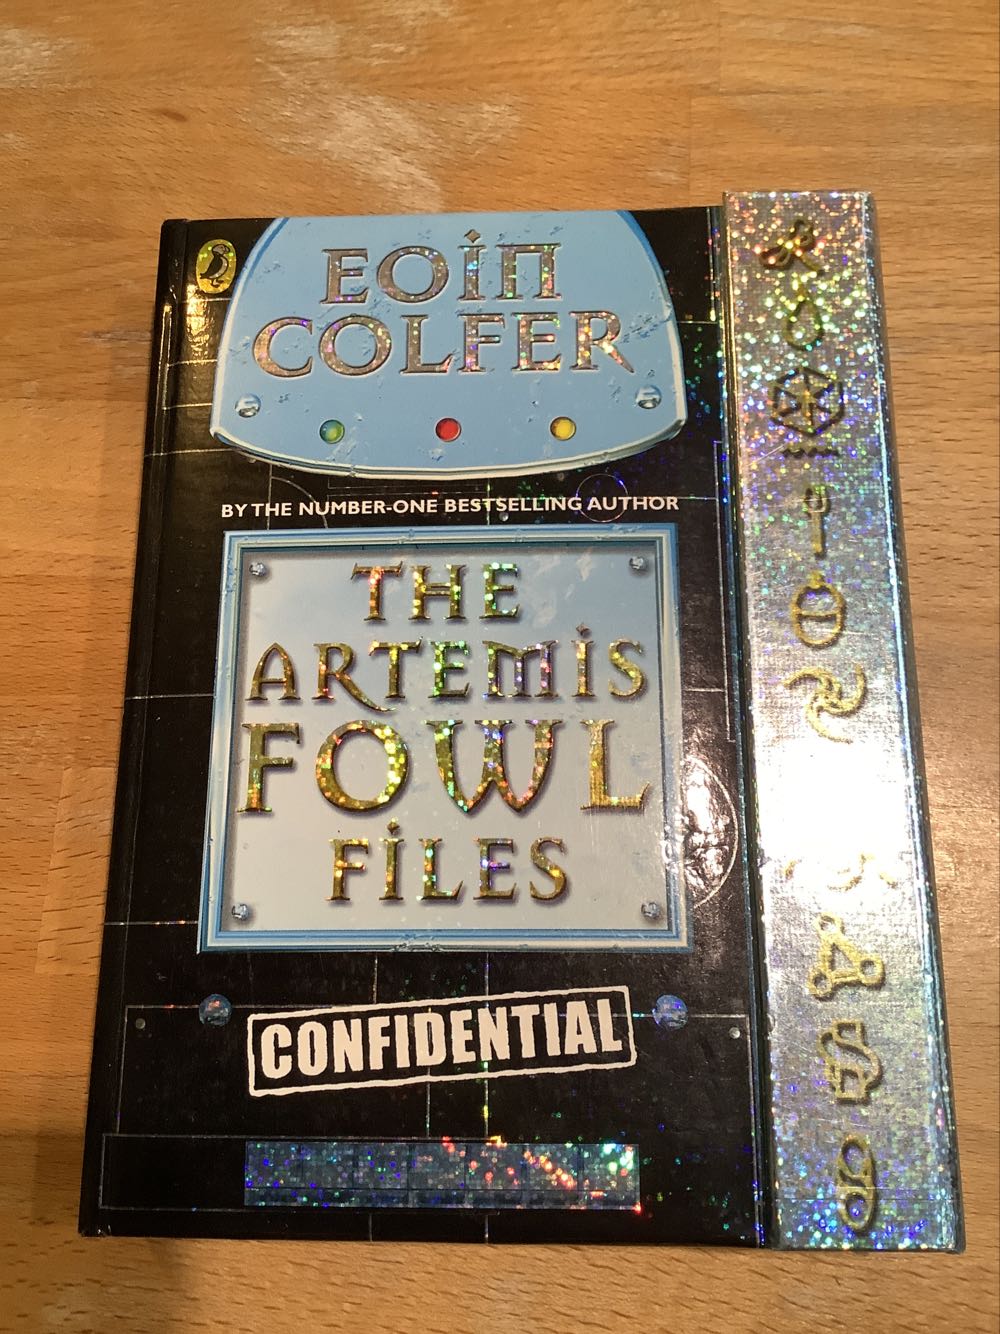 EOIN
COLFER
BY THE NUMBER-ONE BESTSELLING AUTHOR
THE
ARTEMIS
FOWL
FILES
CONFIDENTIAL